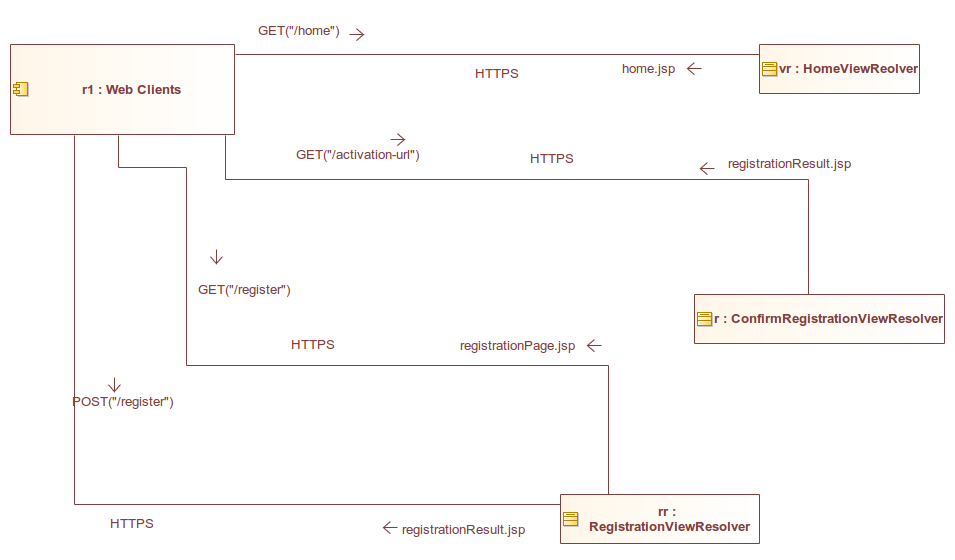 GET("/home")
r1 : Web Clients
HTTPS
home.jsp
vr : HomeViewReolver
GET("/activation-url")
HTTPS
registrationResult.jsp
GET("/register")
r : ConfirmRegistrationViewResolver
HTTPS
registrationPage.jsp
POST("/register")
rr :
RegistrationViewResolver
HTTPS
registrationResult.jsp